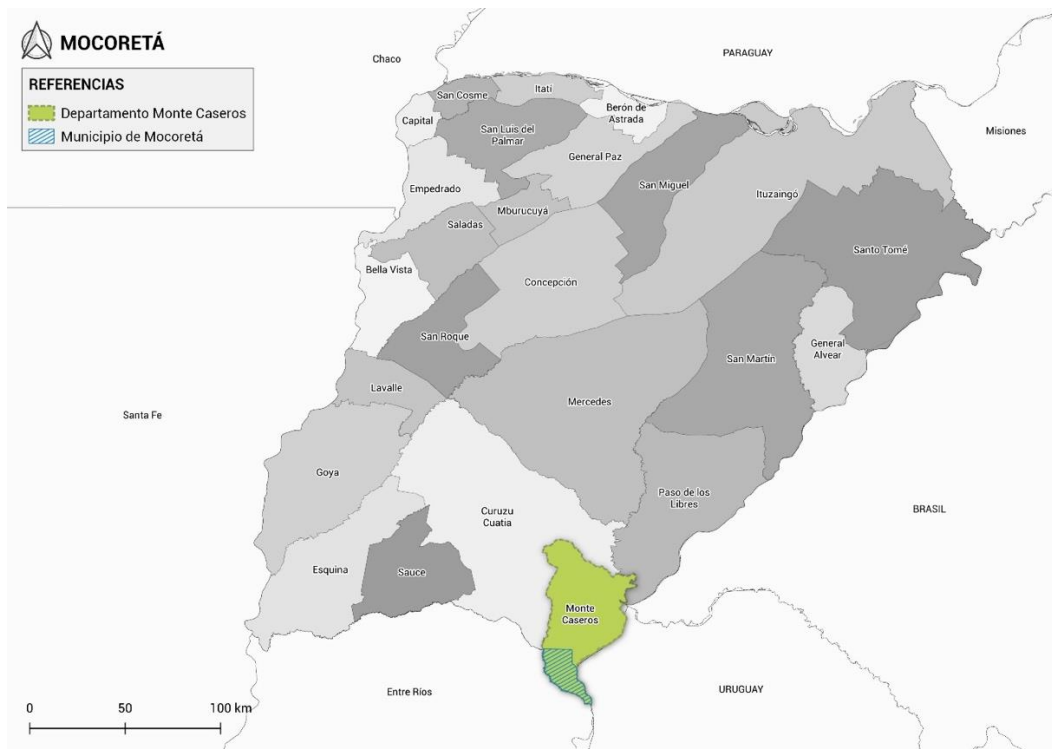 MOCORETÁ
REFERENCIAS
Departamento Monte Caseros
Municipio de Mocoretá
Chaco
PARAGUAY
Misiones
San Cosme
Itatí
Berón de
Astrada
Capital
San Luis del
Palmar
General Paz
San Miguel
Ituzaingó
Empedrado
Mburucuyá
Saladas
Santo Tomé
Bella Vista
Concepción
San Roque
General
Alvear
San Martín
Lavalle
Mercedes
Santa Fe
Goya
Paso de los
Libres
Curuzu
Cuatia
BRASIL
Esquina
Sauce
Monte
Caseros
Entre Ríos
URUGUAY
0 50 100 km